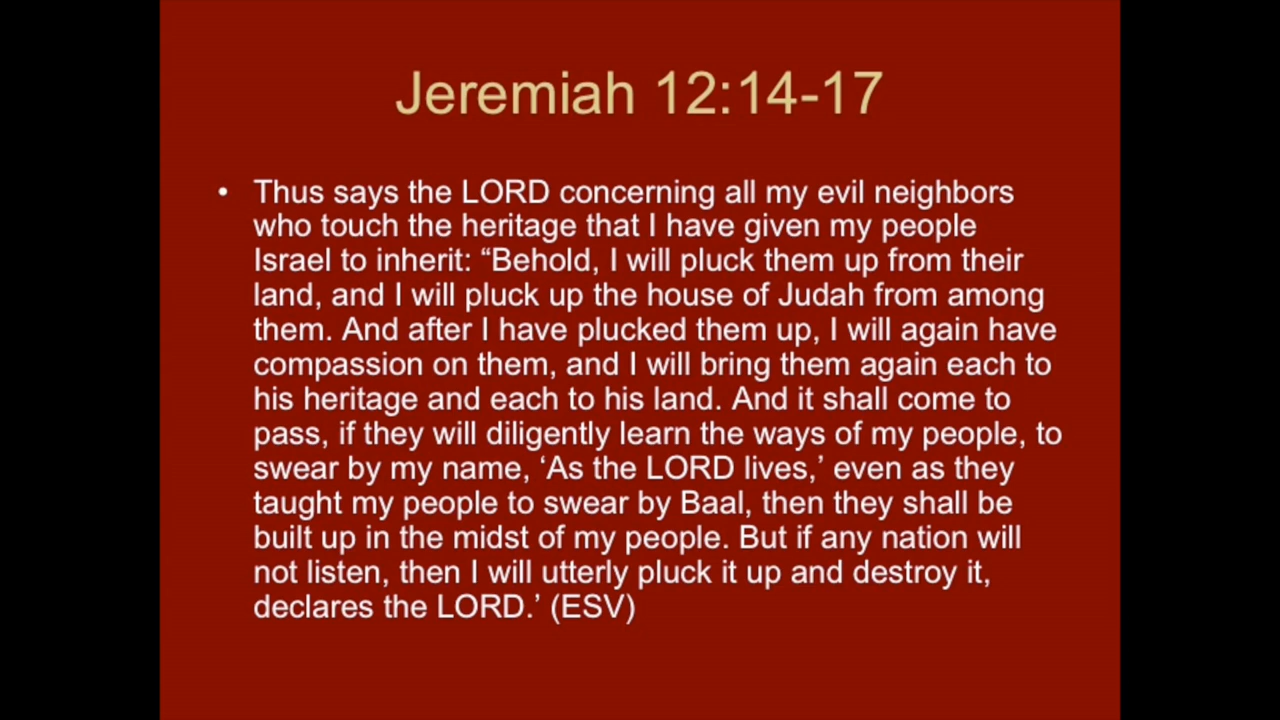 Jeremiah 12:14-17
• Thus says the LORD concerning all my evil neighbors
who touch the heritage that I have given my people
Israel to inherit: “Behold, I will pluck them up from their
land, and I will pluck up the house of Judah from among
them. And after I have plucked them up, I will again have
compassion on them, and I will bring them again each to
his heritage and each to his land. And it shall come to
pass, if they will diligently learn the ways of my people, to
swear by my name, ‘As the LORD lives,’ even as they
taught my people to swear by Baal, then they shall be
built up in the midst of my people. But if any nation will
not listen, then I will utterly pluck it up and destroy it,
declares the LORD.’ (ESV)